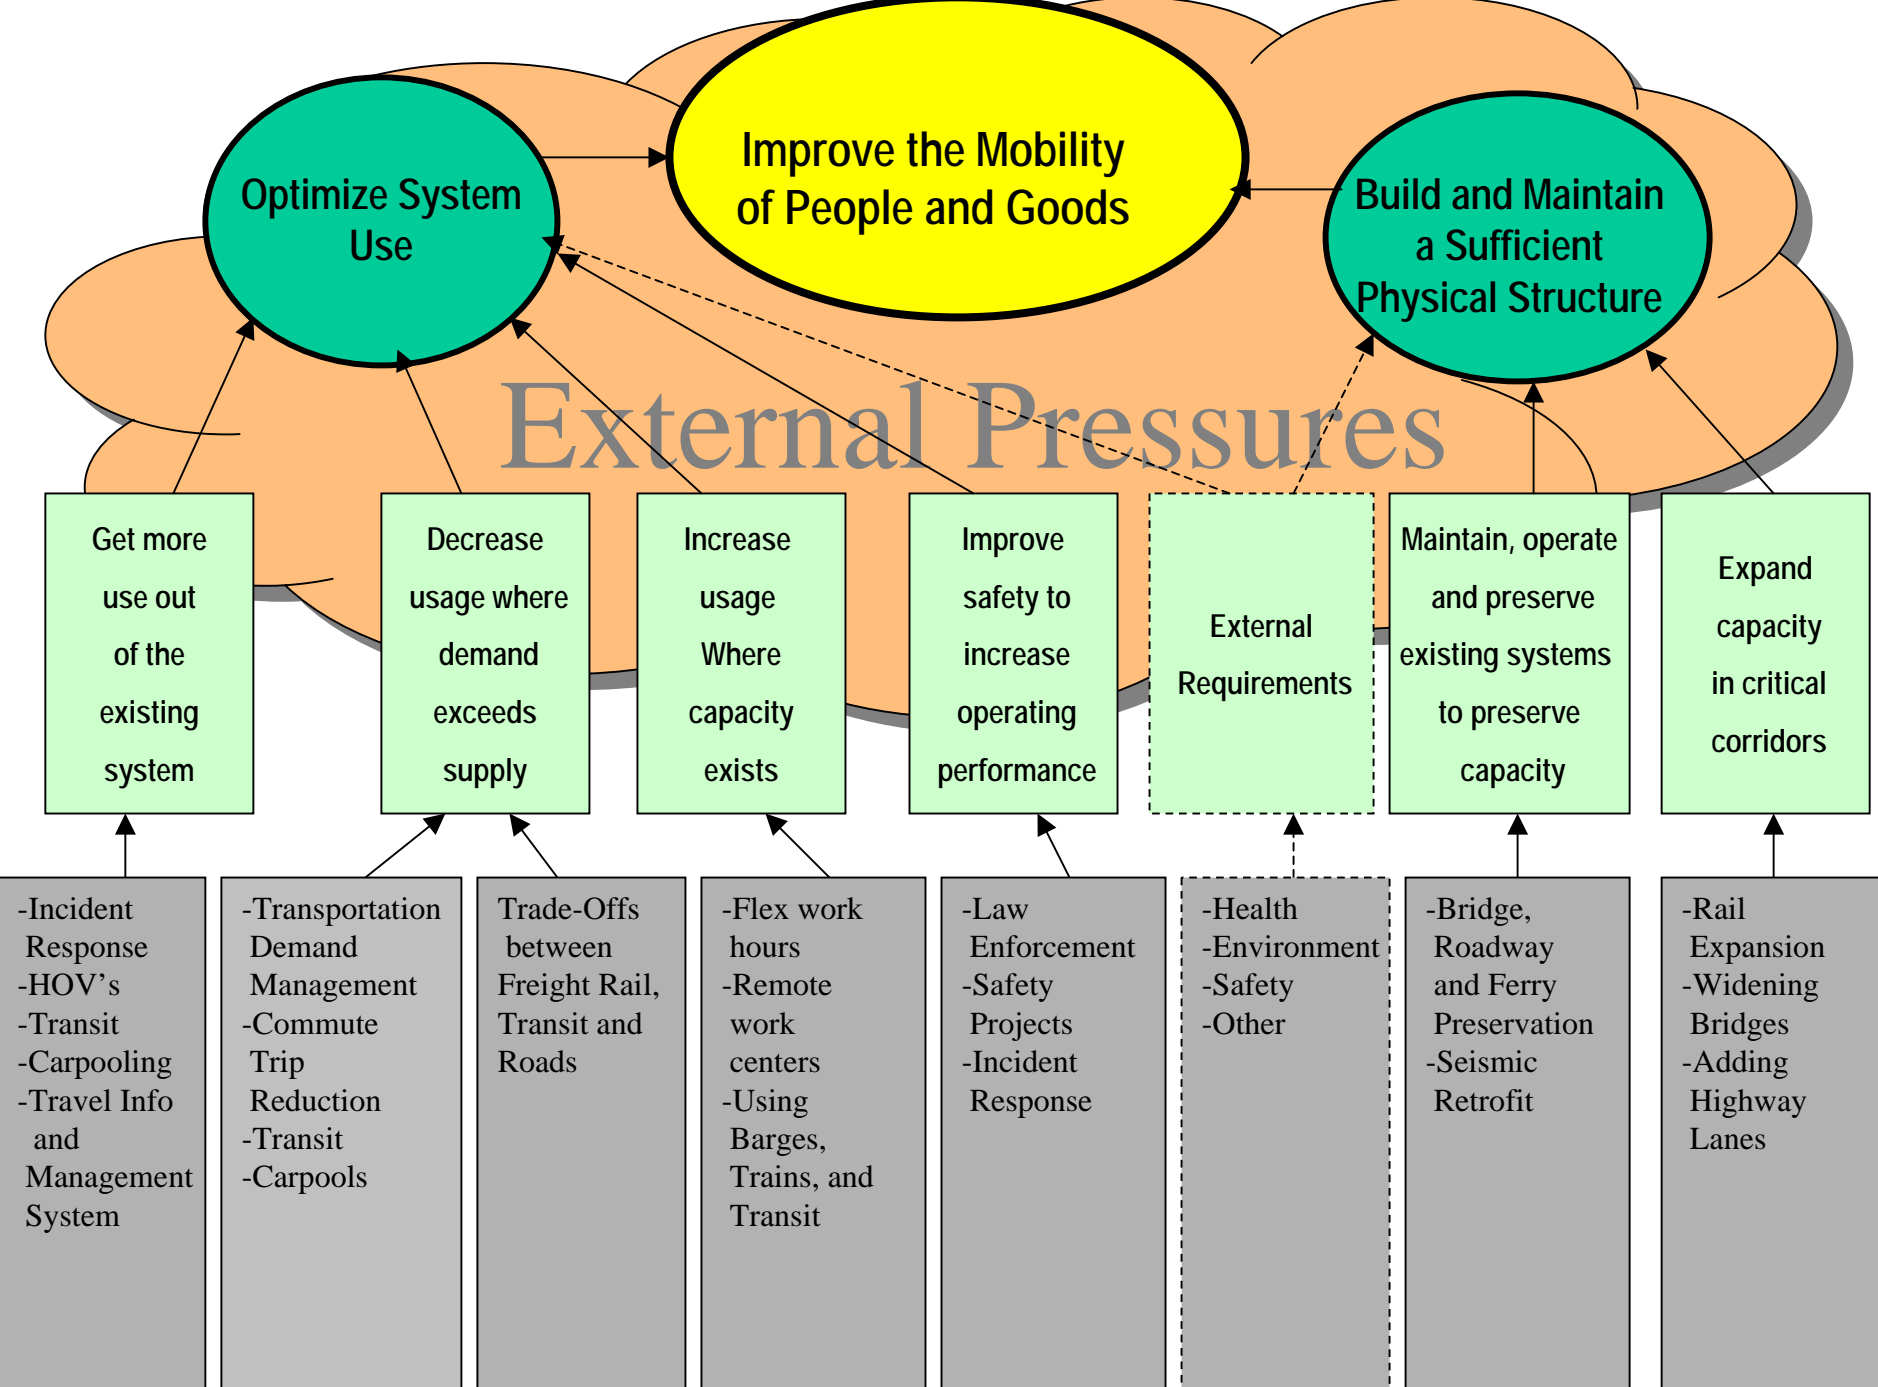 Improve the Mobility
of People and Goods
Optimize System
Use
Build and Maintain
a Sufficient
Physical Structure
External Pressures
Get more
use out
of the
existing
system
Decrease
usage where
demand
exceeds
supply
Increase
usage
Where
capacity
exists
Improve
safety to
increase
operating
performance
External
Requirements
Maintain, operate
and preserve
existing systems
to preserve
capacity
Expand
capacity
in critical
corridors
-Incident
Response
-HOV’s
-Transit
-Carpooling
-Travel Info
and
Management
System
-Transportation
Demand
Management
-Commute
Trip
Reduction
-Transit
-Carpools
Trade-Offs
between
Freight Rail,
Transit and
Roads
-Flex work
hours
-Remote
work
centers
-Using
Barges,
Trains, and
Transit
-Law
Enforcement
-Safety
Projects
-Incident
Response
-Health
-Environment
-Safety
-Other
-Bridge,
Roadway
and Ferry
Preservation
-Seismic
Retrofit
-Rail
Expansion
-Widening
Bridges
-Adding
Highway
Lanes